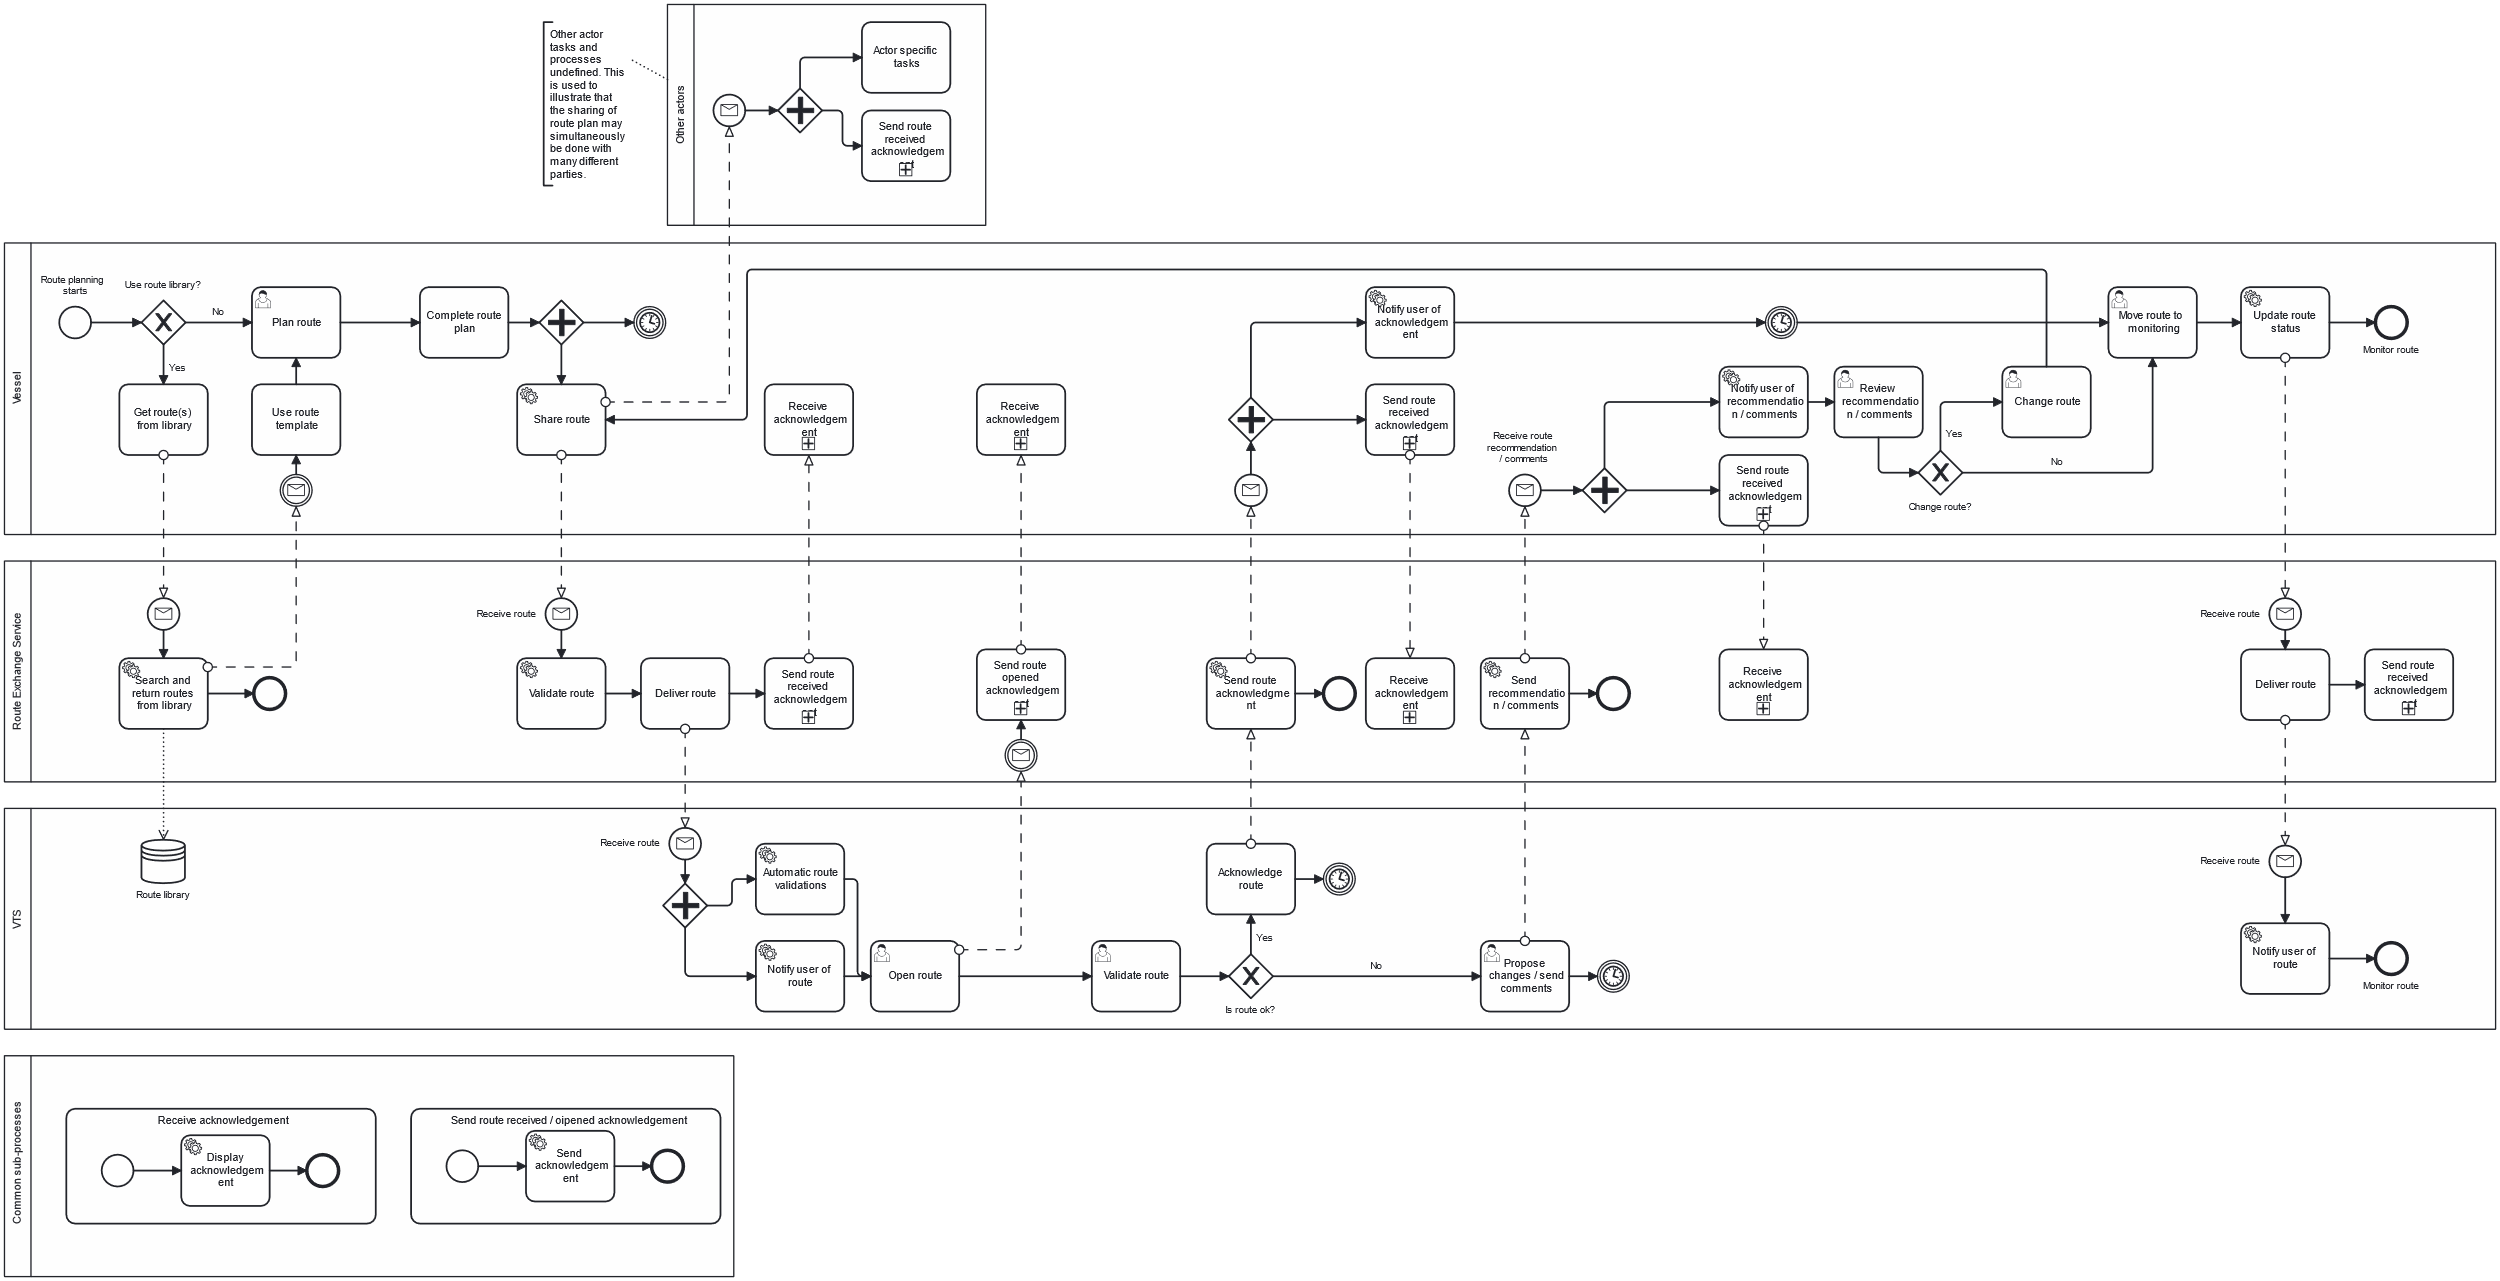 Other actor
tasks and
processes
undefined. This
is used to
illustrate that
the sharing of
route plan may
simultaneously
be done with
many different
parties.
Other actors
Actor specific
tasks
Send route
received
acknowledgem
Vessel
Route planning
starts
Use route library?
No
Yes
Plan route
Complete route
plan
Get route(s)
from library
Use route
template
Share route
Receive
acknowledgem
ent
Receive
acknowledgem
ent
Notify user of
acknowledgem
ent
Send route
received
acknowledgem
Receive route
recommendation
/ comments
Notify user of
recommendatio
n / comments
Review
recommendatio
n / comments
Send route
received
acknowledgem
Yes
No
Change route?
Change route
Move route to
monitoring
Update route
status
Monitor route
Route Exchange Service
Search and
return routes
from library
Receive route
Validate route
Deliver route
Send route
received
acknowledgem
Send route
opened
acknowledgem
Send route
acknowledgme
nt
Receive
acknowledgem
ent
Send
recommendatio
n / comments
Receive
acknowledgem
ent
Receive route
Deliver route
Send route
received
acknowledgem
VTS
Route library
Receive route
Automatic route
validations
Notify user of
route
Open route
Validate route
Acknowledge
route
Yes
No
Is route ok?
Propose
changes / send
comments
Receive route
Notify user of
route
Monitor route
Common sub-processes
Receive acknowledgement
Display
acknowledgem
ent
Send route received / oipened acknowledgement
Send
acknowledgem
ent